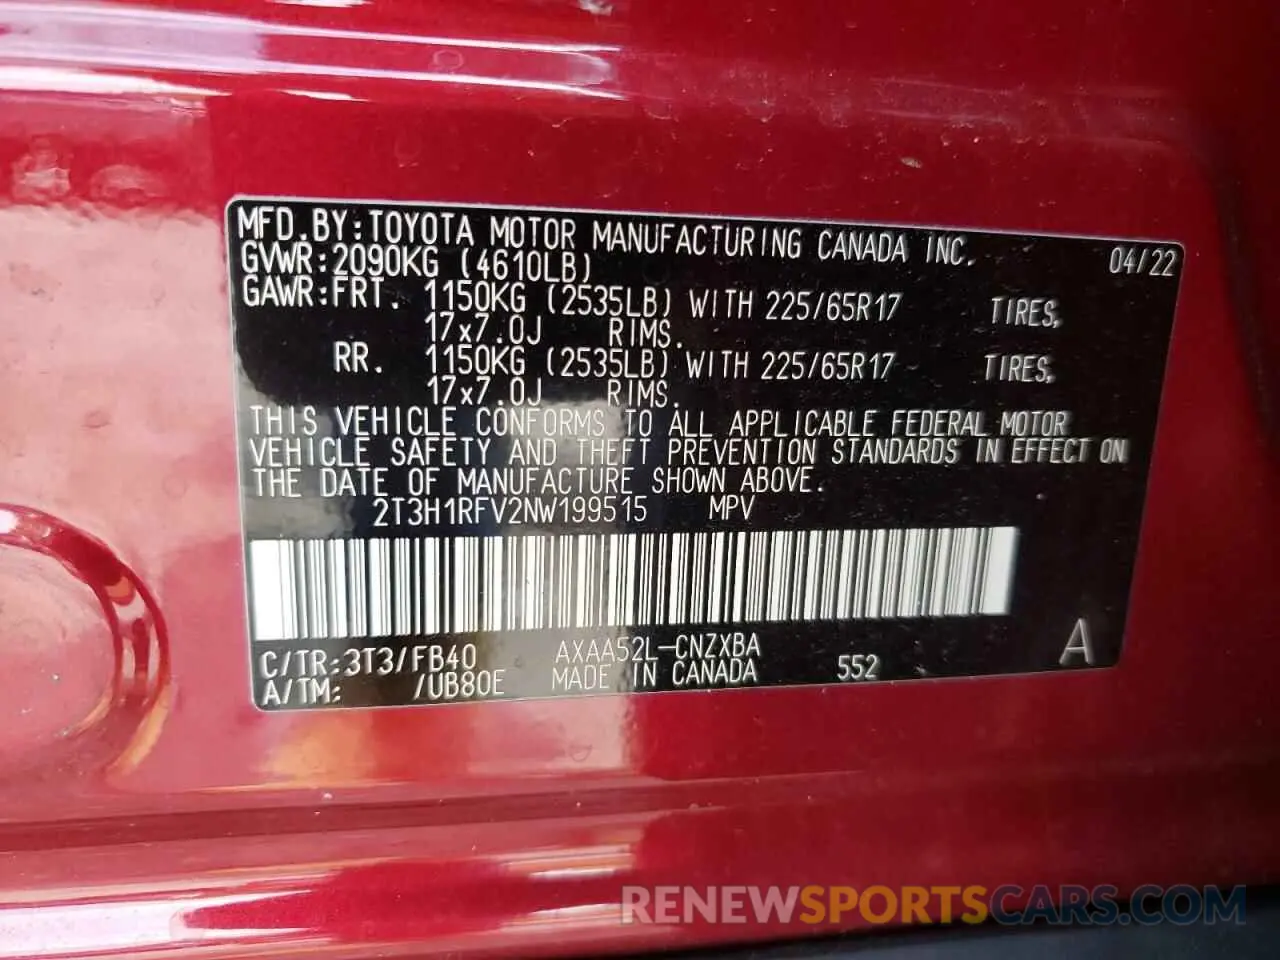 MFD.BY:TOYOTA MOTOR MANUFACTURING CANADA INC. 04/22
GVWR:2090KG (4610LB)
GAWR:FRT. 1150KG (2535LB) WITH 225/65R17 TIRES,
17x7.0J RIMS.
RR. 1150KG (2535LB) WITH 225/65R17 TIRES,
17x7.0J RIMS.
THIS VEHICLE CONFORMS TO ALL APPLICABLE FEDERAL MOTOR
VEHICLE SAFETY AND THEFT PREVENTION STANDARDS IN EFFECT ON
THE DATE OF MANUFACTURE SHOWN ABOVE.
2T3H1RFV2NW199515 MPV
C/TR:3T3/FB40 AXAA52L-CNZXBA A
A/TM: /UB80E MADE IN CANADA 552
RENEWSPORTSCARS.COM